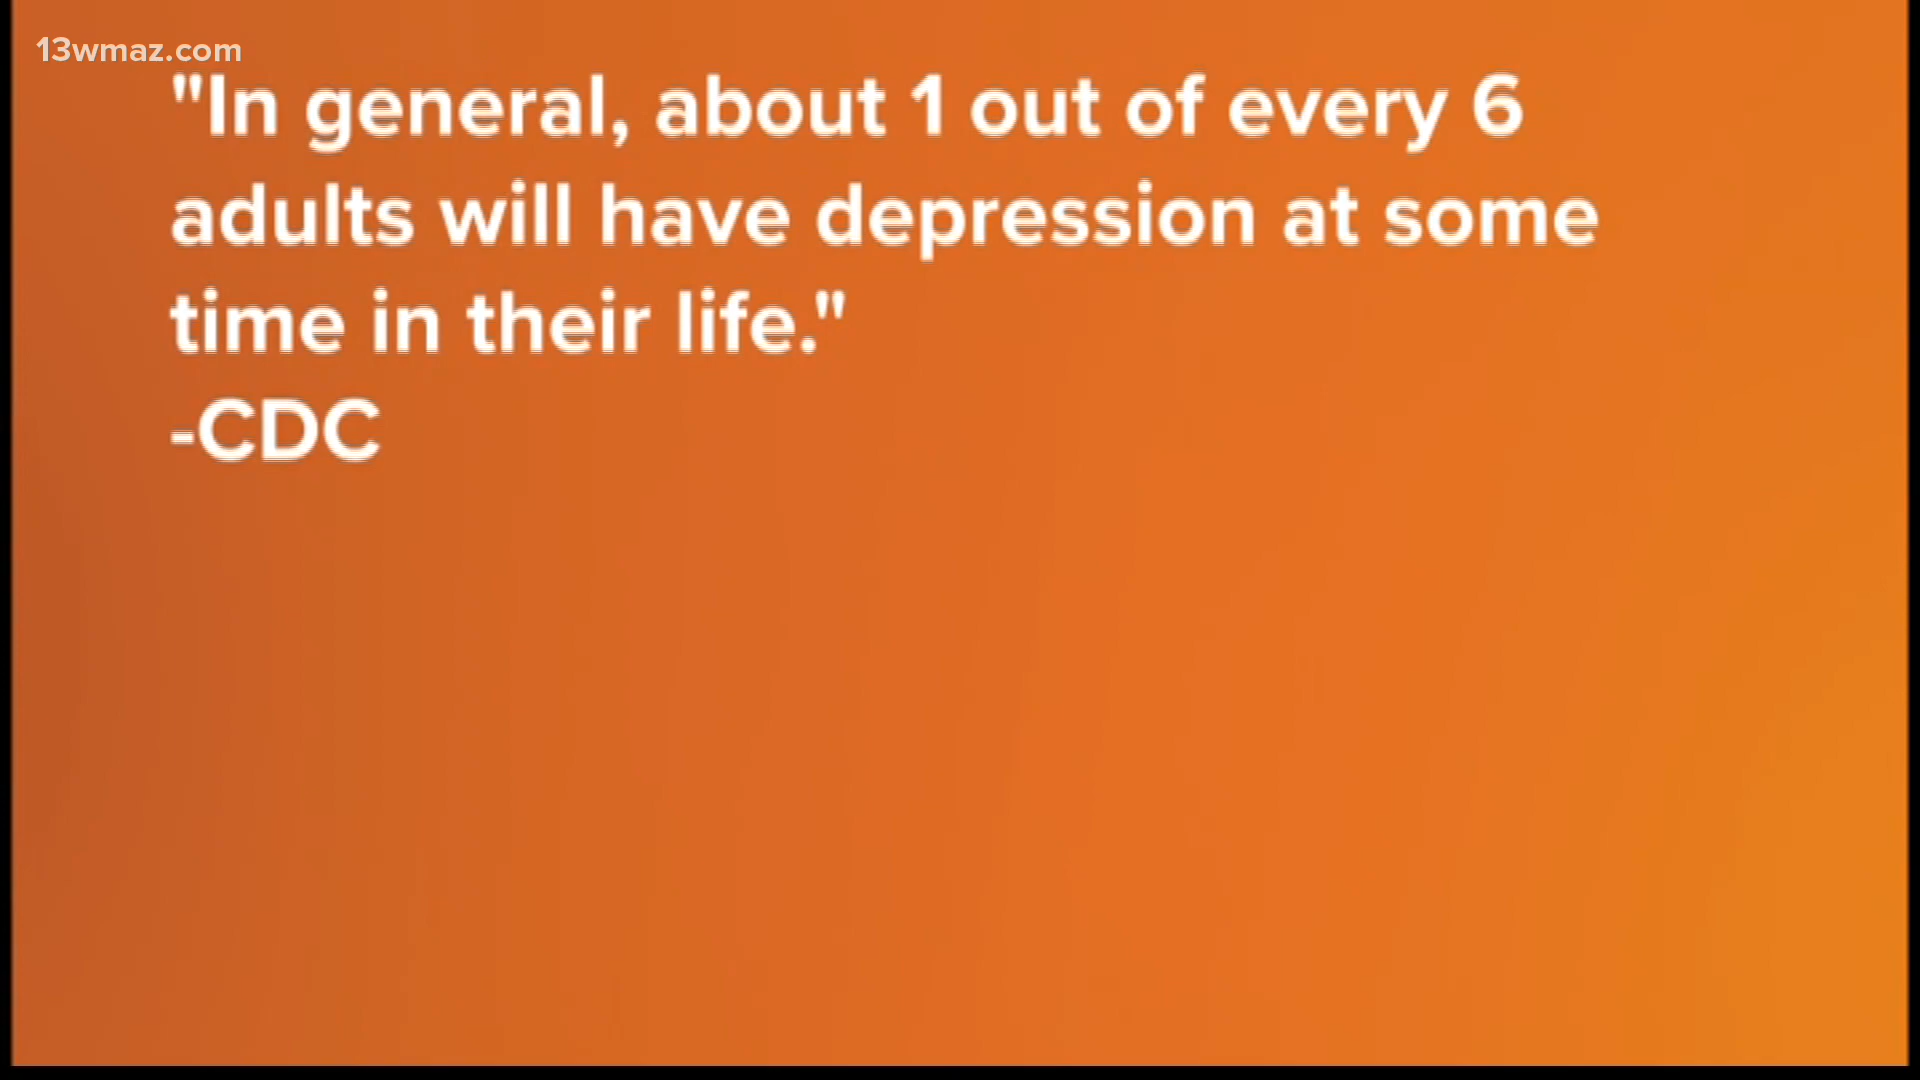 13wmaz.com
"In general, about 1 out of every 6
adults will have depression at some
time in their life."
-CDC